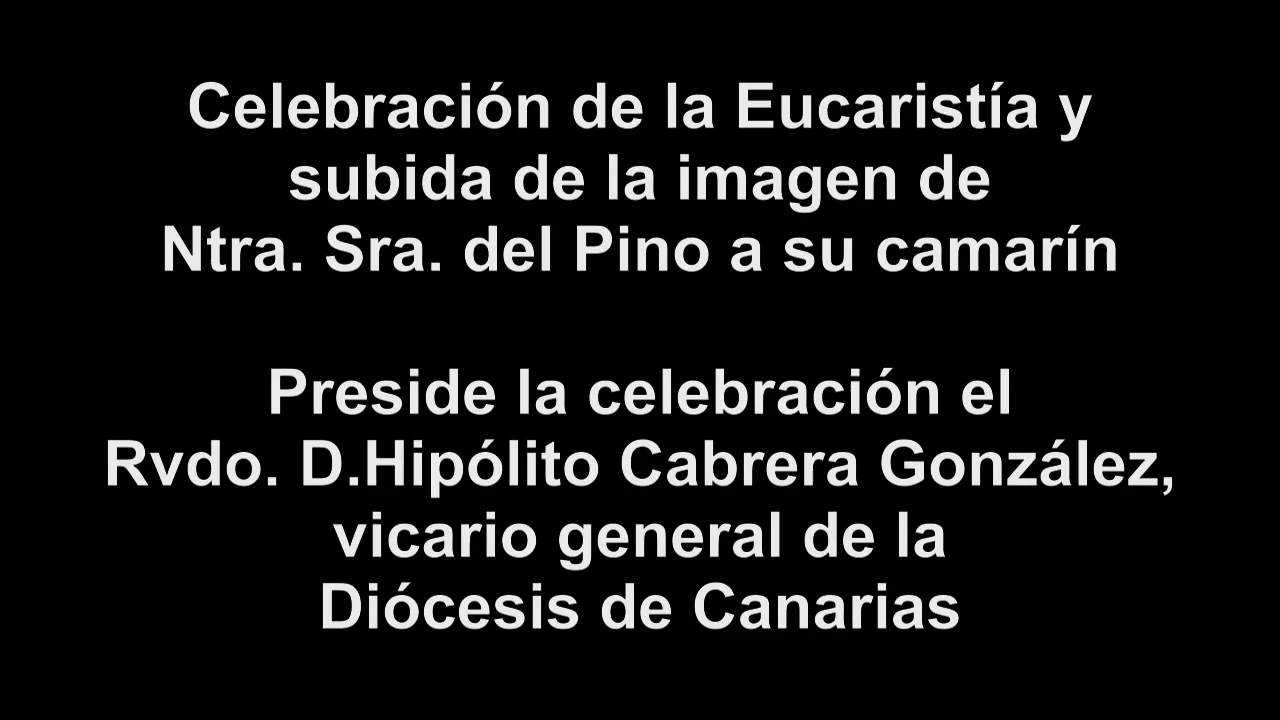 Celebración de la Eucaristía y
subida de la imagen de
Ntra. Sra. del Pino a su camarín
Preside la celebración el
Rvdo. D.Hipólito Cabrera González,
vicario general de la
Diócesis de Canarias